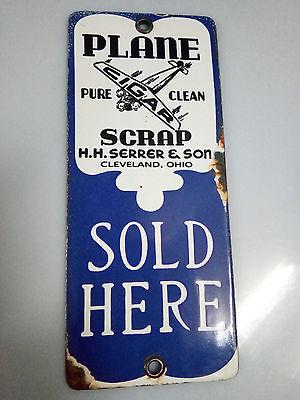 PLANE
CIGAR
PURE CLEAN
SCRAP
H.H. SERRER & SON
CLEVELAND, OHIO
SOLD
HERE